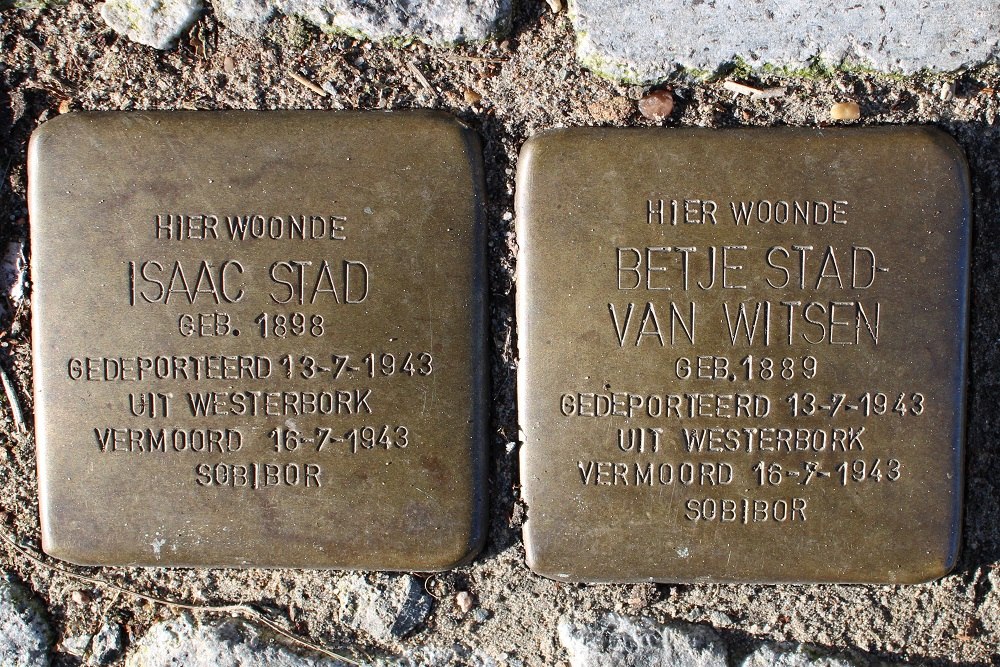 HIER WOONDE
ISAAC STAD
GEB. 1898
GEDEPORTEERD 13-7-1943
UIT WESTERBORK
VERMOORD 16-7-1943
SOBIBOR
HIER WOONDE
BETJE STAD-
VAN WITSEN
GEB. 1889
GEDEPORTEERD 13-7-1943
UIT WESTERBORK
VERMOORD 16-7-1943
SOBIBOR